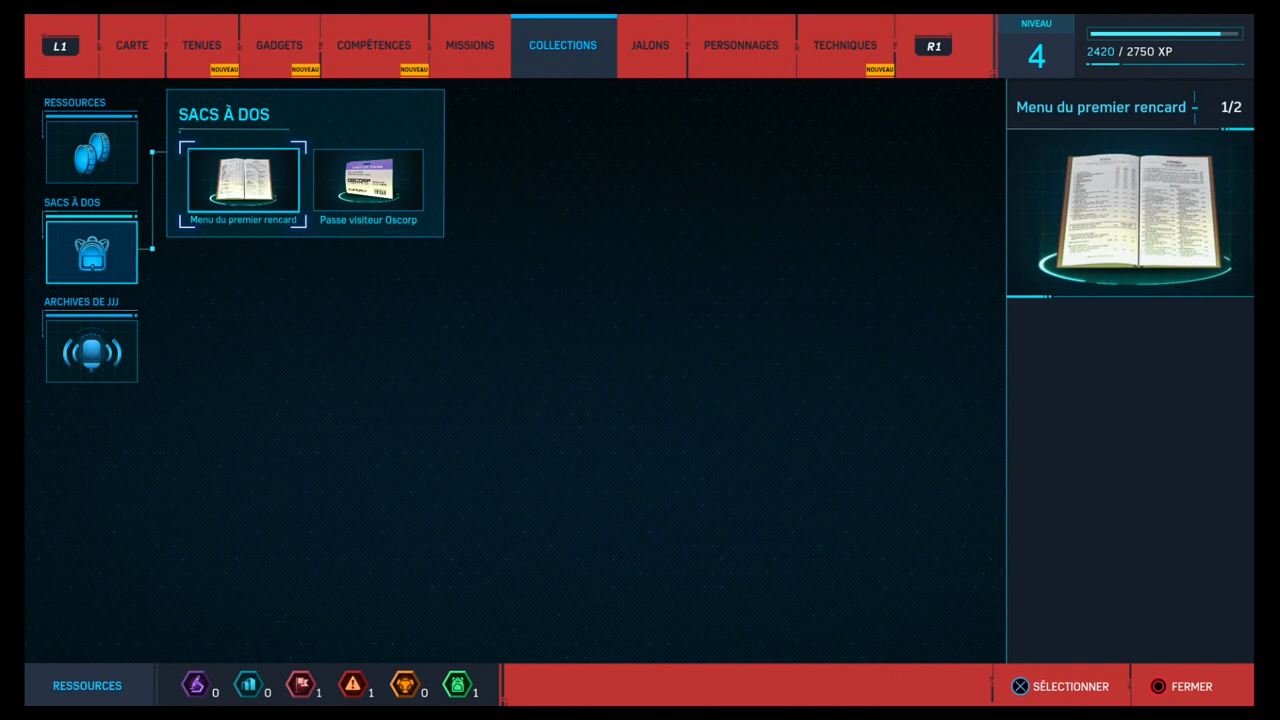 L1
CARTE
TENUES
GADGETS
COMPÉTENCES
MISSIONS
COLLECTIONS
JALONS
PERSONNAGES
TECHNIQUES
R1
NOUVEAU
NOUVEAU
NOUVEAU
NOUVEAU
NIVEAU
4
2420 / 2750 XP
RESSOURCES
SACS À DOS
ARCHIVES DE JJJ
SACS À DOS
Menu du premier rencard
OSCORP
Passe visiteur Oscorp
Menu du premier rencard
1/2
RESSOURCES
0
0
1
1
0
1
SÉLECTIONNER
FERMER